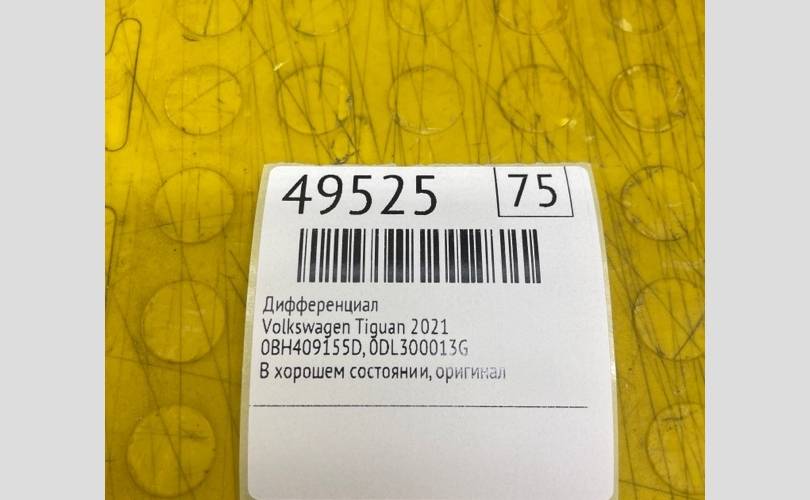 49525 75
Дифференциал
Volkswagen Tiguan 2021
0BH409155D, 0DL300013G
В хорошем состоянии, оригинал